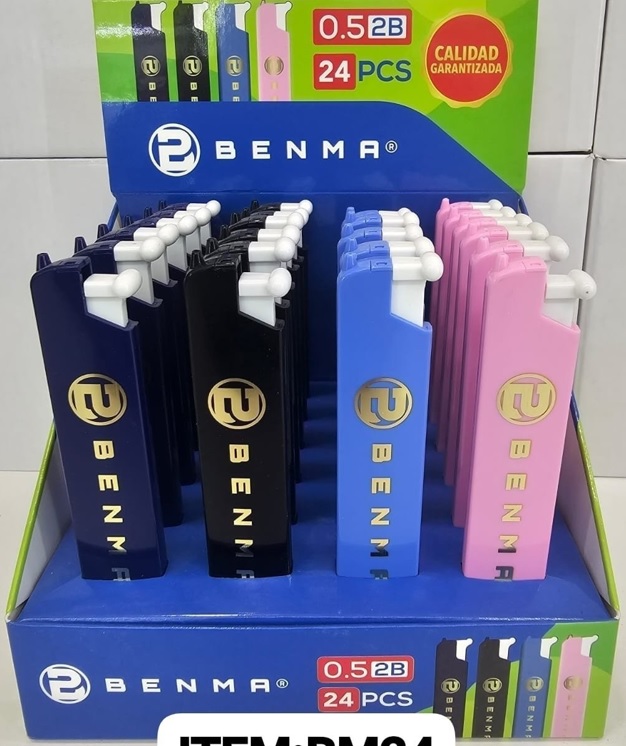 0.5 2B
24 PCS
CALIDAD
GARANTIZADA
BENMA®
BENMA
BENMA
BENMA
BENMA
BENMA®
0.5 2B
24 PCS